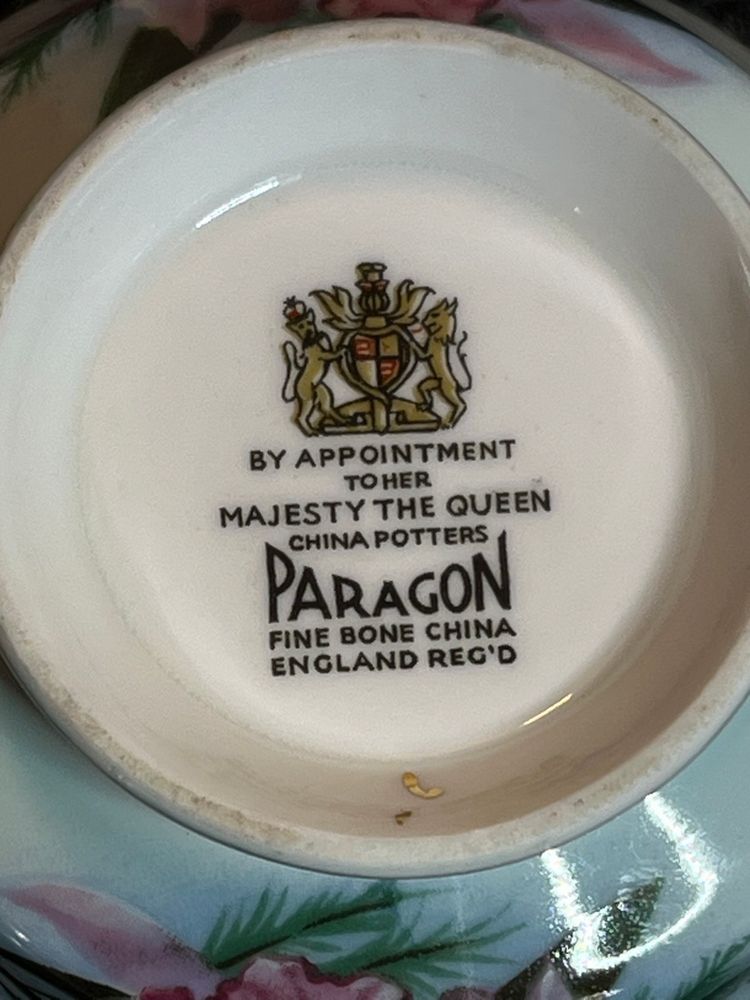 BY APPOINTMENT
TO HER
MAJESTY THE QUEEN
CHINA POTTERS
PARAGON
FINE BONE CHINA
ENGLAND REG'D